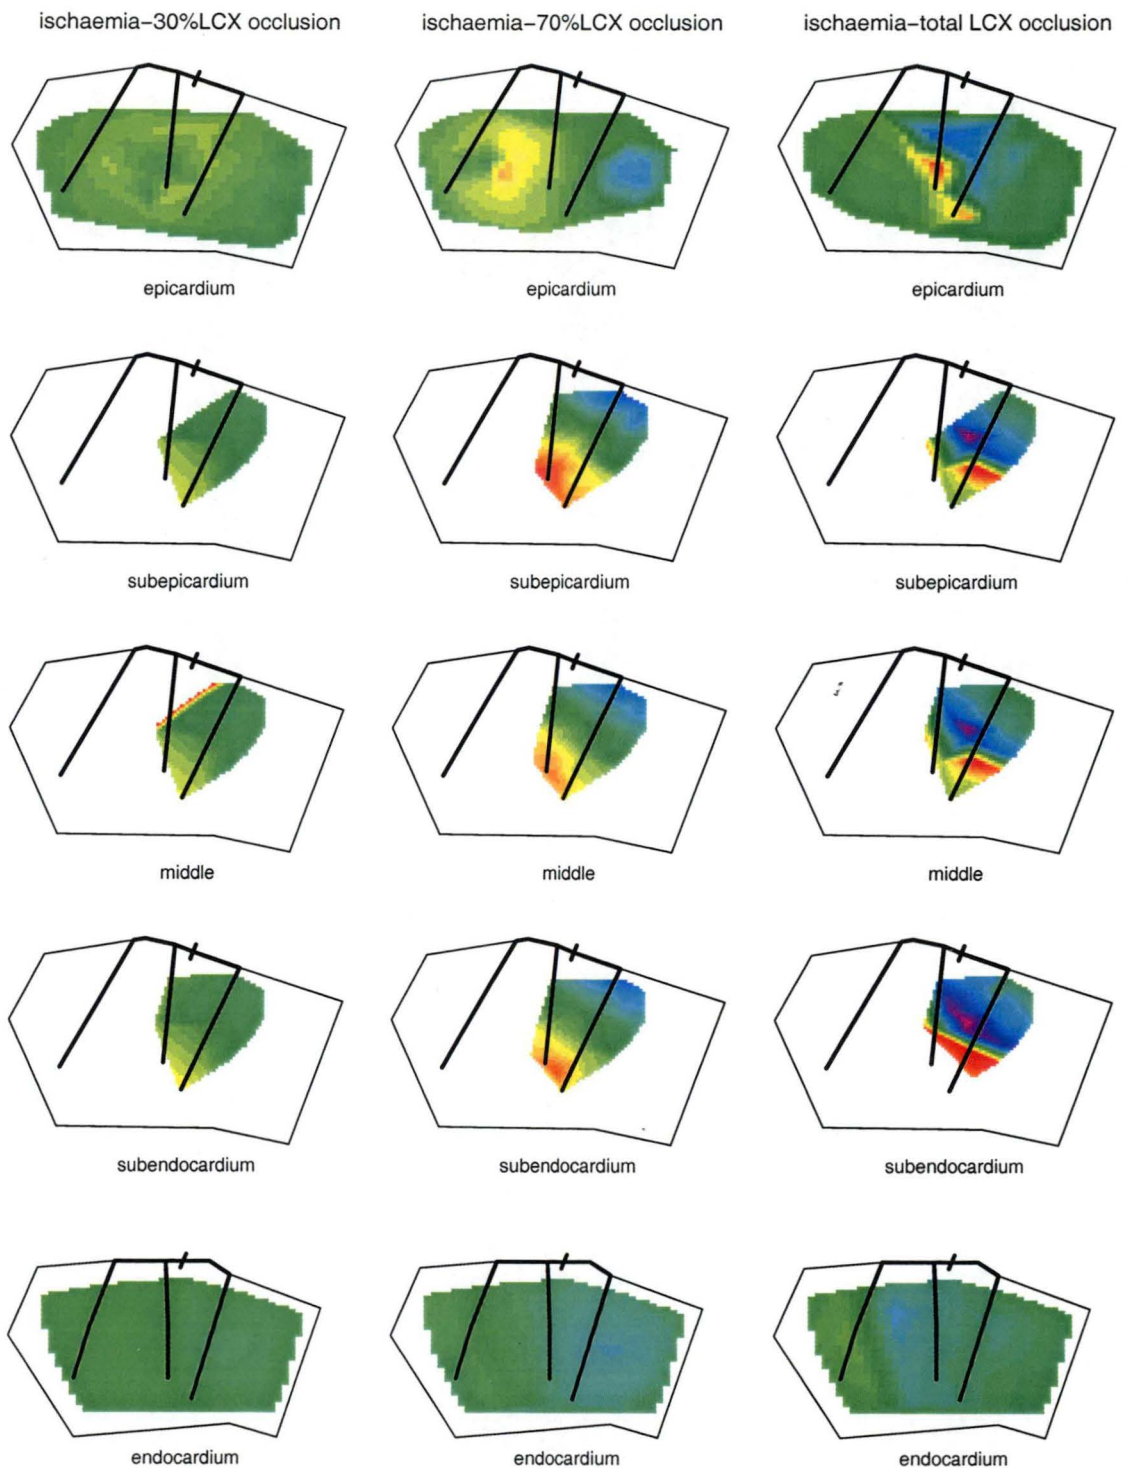 ischaemia–30%LCX occlusion
ischaemia–70%LCX occlusion
ischaemia–total LCX occlusion
epicardium
epicardium
epicardium
subepicardium
subepicardium
subepicardium
middle
middle
middle
subendocardium
subendocardium
subendocardium
endocardium
endocardium
endocardium